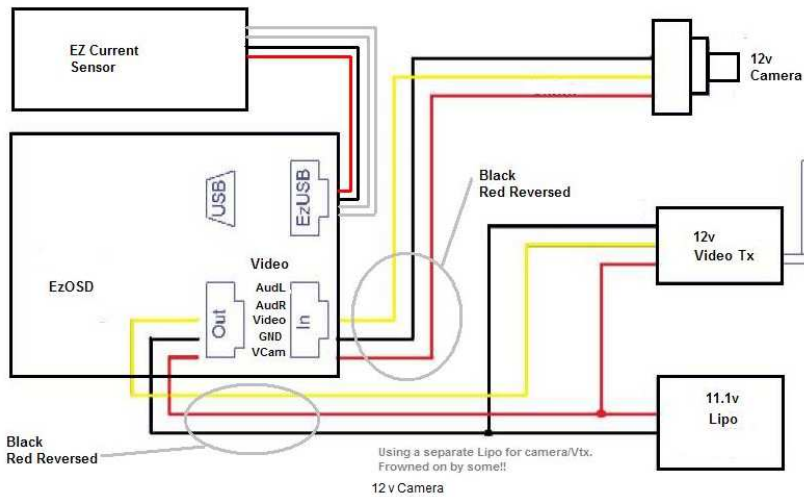 EZ Current
Sensor
12v
Camera
USB
EzUSB
Black
Red Reversed
12v
Video Tx
EzOSD
Video
AudL
AudR
Video
GND
VCam
Out
In
11.1v
Lipo
Black
Red Reversed
Using a separate Lipo for camera/Vtx.
Frowned on by some!!
12 v Camera